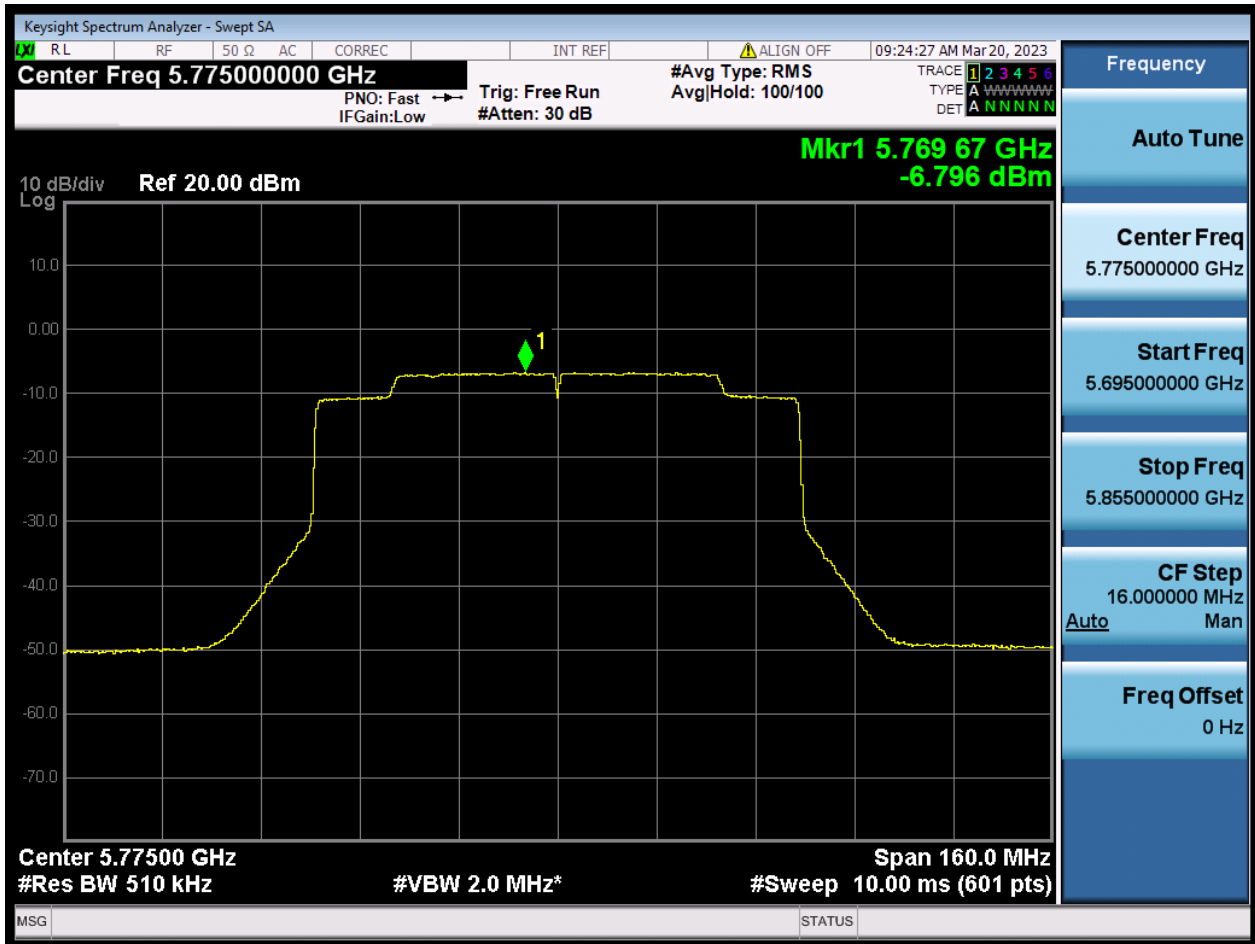 Keysight Spectrum Analyzer - Swept SA
LXI RL RF 50 Ω AC CORREC INT REF ALIGN OFF 09:24:27 AM Mar 20, 2023
Center Freq 5.775000000 GHz
PNO: Fast
IFGain:Low
Trig: Free Run
#Atten: 30 dB
#Avg Type: RMS
Avg|Hold: 100/100
TRACE 1 2 3 4 5 6
TYPE A WWWWW
DET A N N N N N
Mkr1 5.769 67 GHz
-6.796 dBm
10 dB/div Ref 20.00 dBm
Log
10.0
0.00
-10.0
-20.0
-30.0
-40.0
-50.0
-60.0
-70.0
1
Center 5.77500 GHz Span 160.0 MHz
#Res BW 510 kHz #VBW 2.0 MHz* #Sweep 10.00 ms (601 pts)
MSG STATUS
Frequency
Auto Tune
Center Freq
5.775000000 GHz
Start Freq
5.695000000 GHz
Stop Freq
5.855000000 GHz
CF Step
16.000000 MHz
Auto Man
Freq Offset
0 Hz